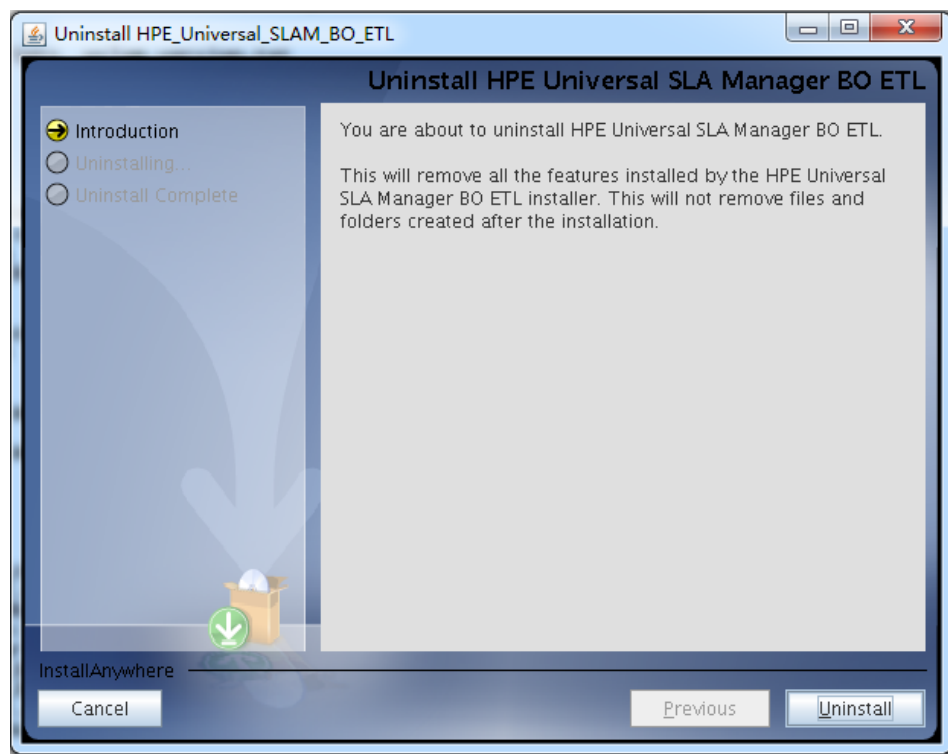 Uninstall HPE_Universal_SLAM_BO_ETL
Uninstall HPE Universal SLA Manager BO ETL
Introduction
Uninstalling...
Uninstall Complete
You are about to uninstall HPE Universal SLA Manager BO ETL.
This will remove all the features installed by the HPE Universal
SLA Manager BO ETL installer. This will not remove files and
folders created after the installation.
InstallAnywhere
Cancel
Previous
Uninstall